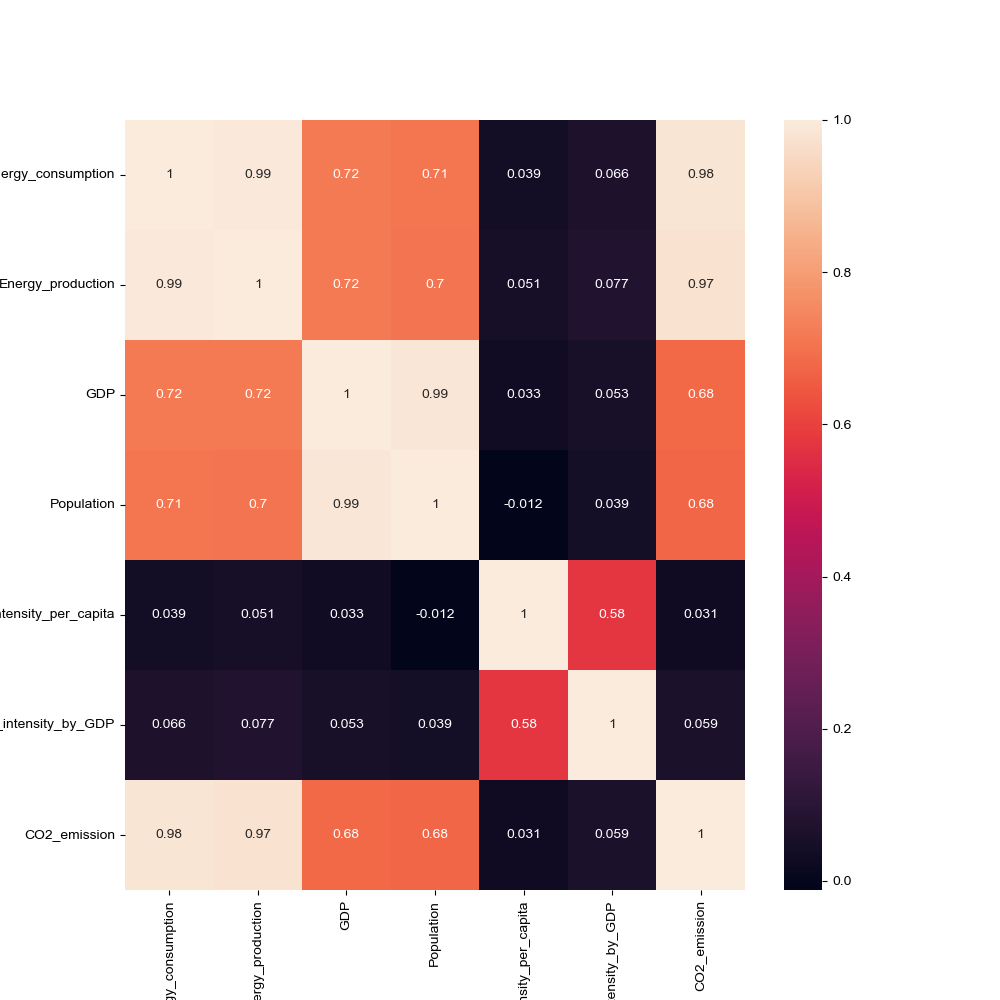 ergy_consumption 1 0.99 0.72 0.71 0.039 0.066 0.98
Energy_production 0.99 1 0.72 0.7 0.051 0.077 0.97
GDP 0.72 0.72 1 0.99 0.033 0.053 0.68
Population 0.71 0.7 0.99 1 -0.012 0.039 0.68
ntensity_per_capita 0.039 0.051 0.033 -0.012 1 0.58 0.031
_intensity_by_GDP 0.066 0.077 0.053 0.039 0.58 1 0.059
CO2_emission 0.98 0.97 0.68 0.68 0.031 0.059 1
gy_consumption
ergy_production
GDP
Population
nsity_per_capita
ensity_by_GDP
CO2_emission
1.0
0.8
0.6
0.4
0.2
0.0